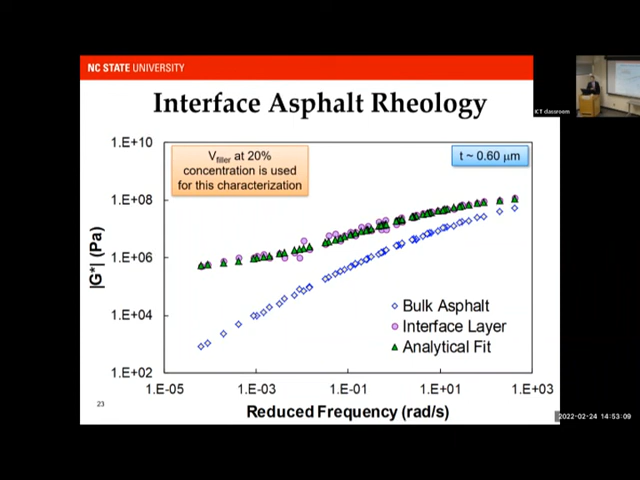 NC STATE UNIVERSITY
Interface Asphalt Rheology
V filler at 20%
concentration is used
for this characterization
t ~ 0.60 μm
1.E+10
1.E+08
1.E+06
1.E+04
1.E+02
|G*| (Pa)
Bulk Asphalt
Interface Layer
Analytical Fit
1.E-05
1.E-03
1.E-01
1.E+01
1.E+03
Reduced Frequency (rad/s)
23
classroom
2022-02-24 14:53:09